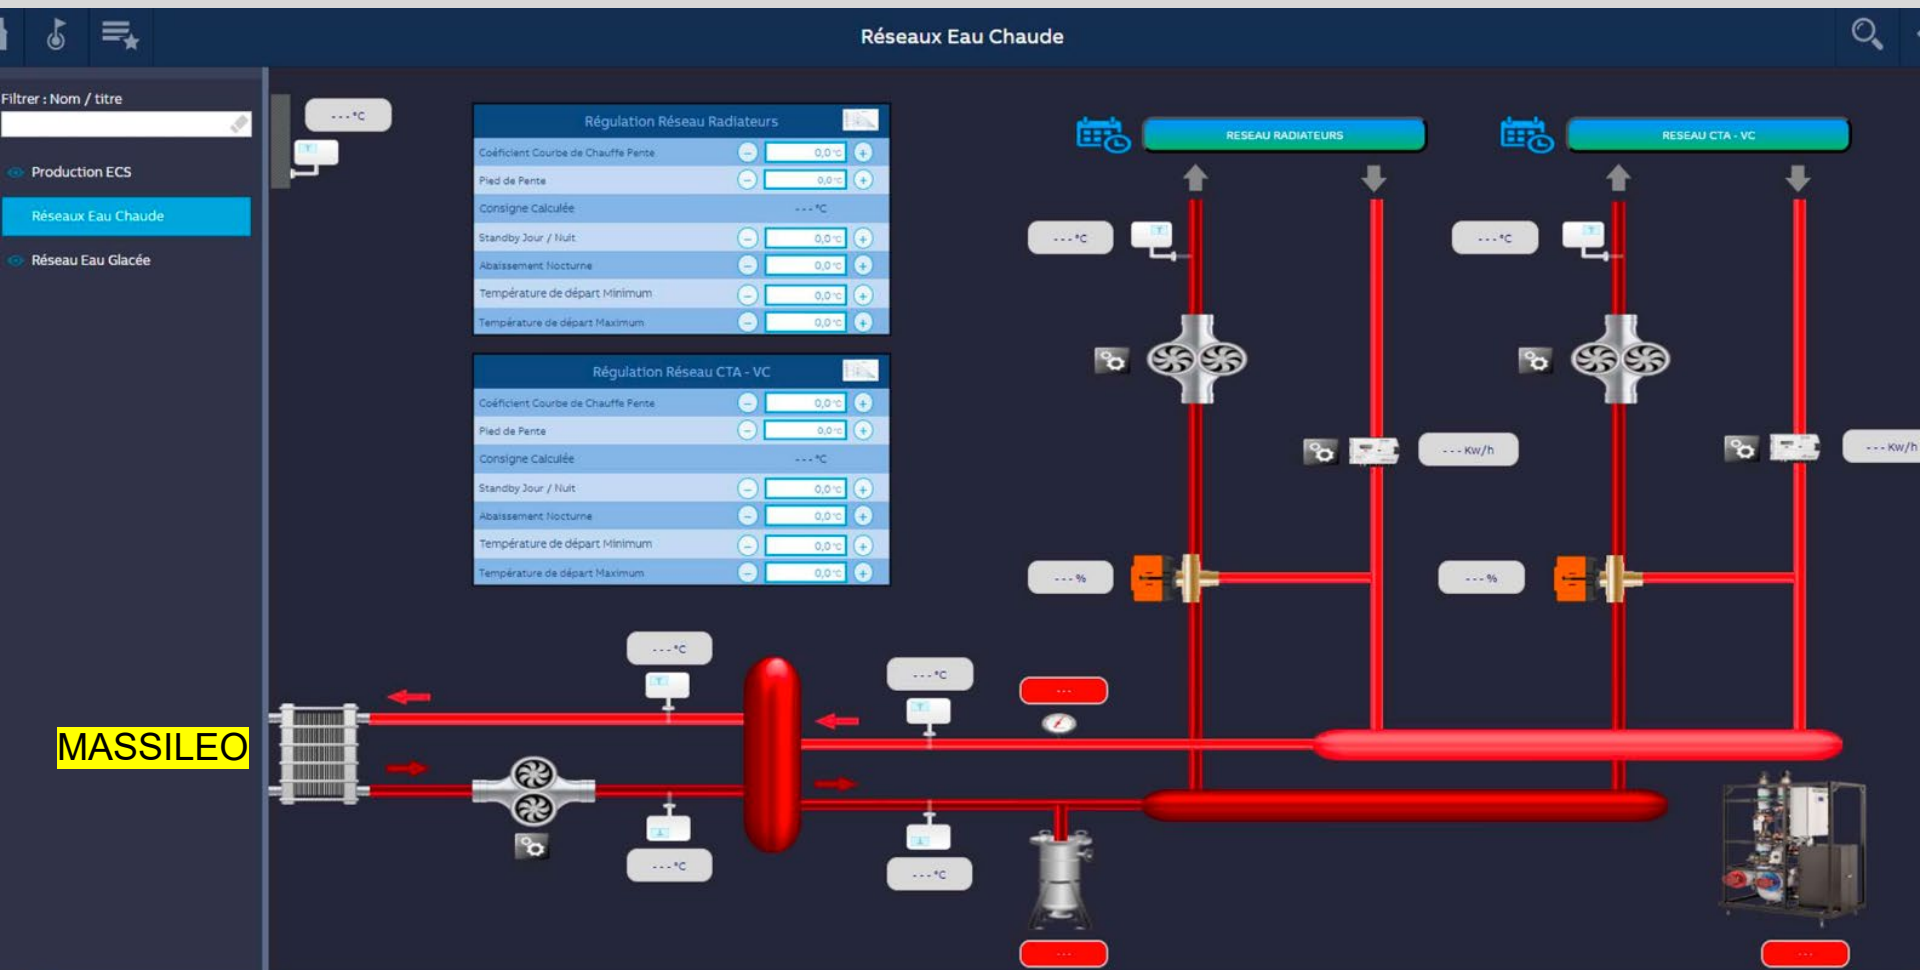 Réseaux Eau Chaude
Filtrer : Nom / titre
Production ECS
Réseaux Eau Chaude
Réseau Eau Glacée
---°C
T
Régulation Réseau Radiateurs
Coéficient Courbe de Chauffe Pente
0,0 °C
Pied de Pente
0,0 °C
Consigne Calculée
---°C
Standby Jour / Nuit
0,0 °C
Abaissement Nocturne
0,0 °C
Température de départ Minimum
0,0 °C
Température de départ Maximum
0,0 °C
Régulation Réseau CTA - VC
Coéficient Courbe de Chauffe Pente
0,0 °C
Pied de Pente
0,0 °C
Consigne Calculée
---°C
Standby Jour / Nuit
0,0 °C
Abaissement Nocturne
0,0 °C
Température de départ Minimum
0,0 °C
Température de départ Maximum
0,0 °C
RESEAU RADIATEURS
RESEAU CTA - VC
---°C
T
---°C
T
--- Kw/h
--- Kw/h
---%
---%
---°C
T
---°C
T
---
MASSILEO
T
---°C
T
---°C
---
---